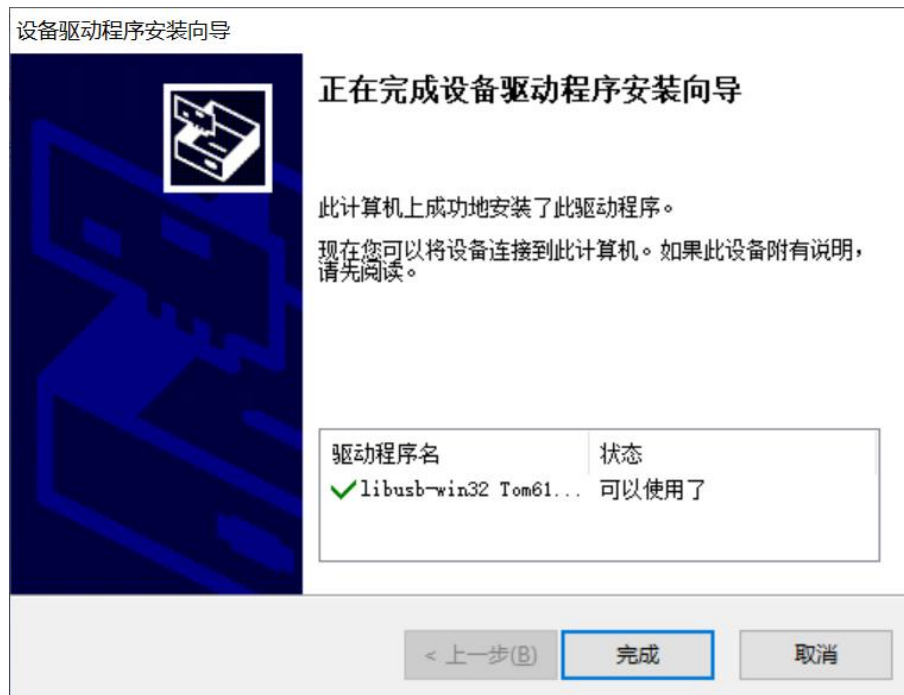 设备驱动程序安装向导
正在完成设备驱动程序安装向导
此计算机上成功地安装了此驱动程序。
现在您可以将设备连接到此计算机。如果此设备附有说明，
请先阅读。
驱动程序名 状态
libusb-win32 Tom61... 可以使用了
< 上一步(B) 完成 取消